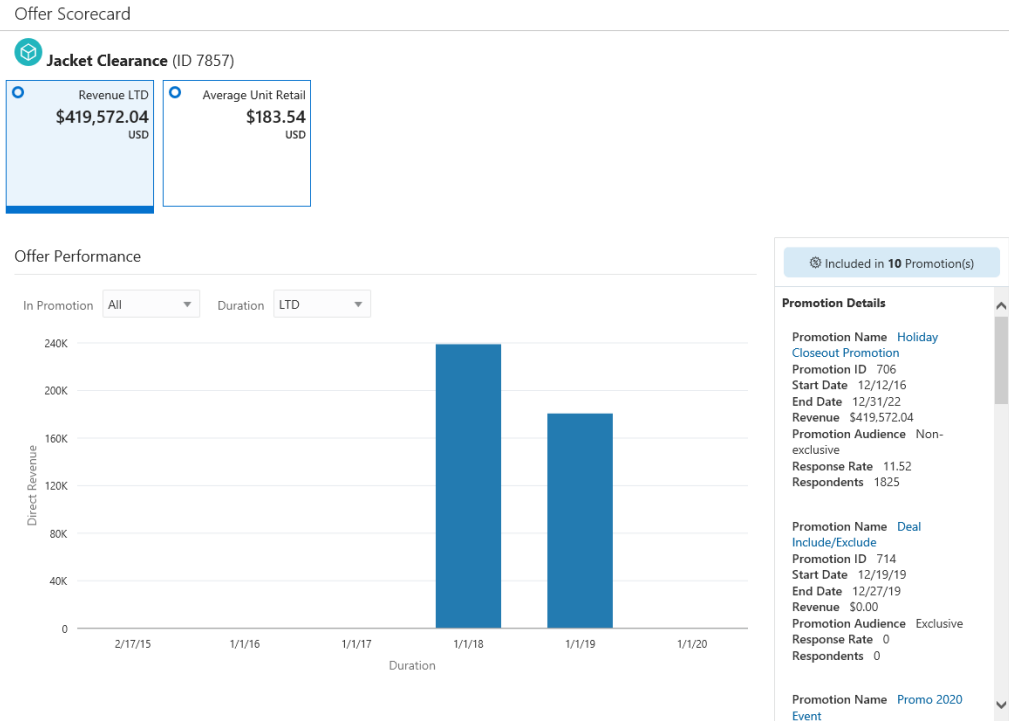 Offer Scorecard
Jacket Clearance (ID 7857)
Revenue LTD
$419,572.04
USD
Average Unit Retail
$183.54
USD
Offer Performance
In Promotion All Duration LTD
240K
200K
160K
120K
80K
40K
0
Direct Revenue
2/17/15 1/1/16 1/1/17 1/1/18 1/1/19 1/1/20
Duration
Included in 10 Promotion(s)
Promotion Details
Promotion Name Holiday
Closeout Promotion
Promotion ID 706
Start Date 12/12/16
End Date 12/31/22
Revenue $419,572.04
Promotion Audience Non-
exclusive
Response Rate 11.52
Respondents 1825
Promotion Name Deal
Include/Exclude
Promotion ID 714
Start Date 12/19/19
End Date 12/27/19
Revenue $0.00
Promotion Audience Exclusive
Response Rate 0
Respondents 0
Promotion Name Promo 2020
Event